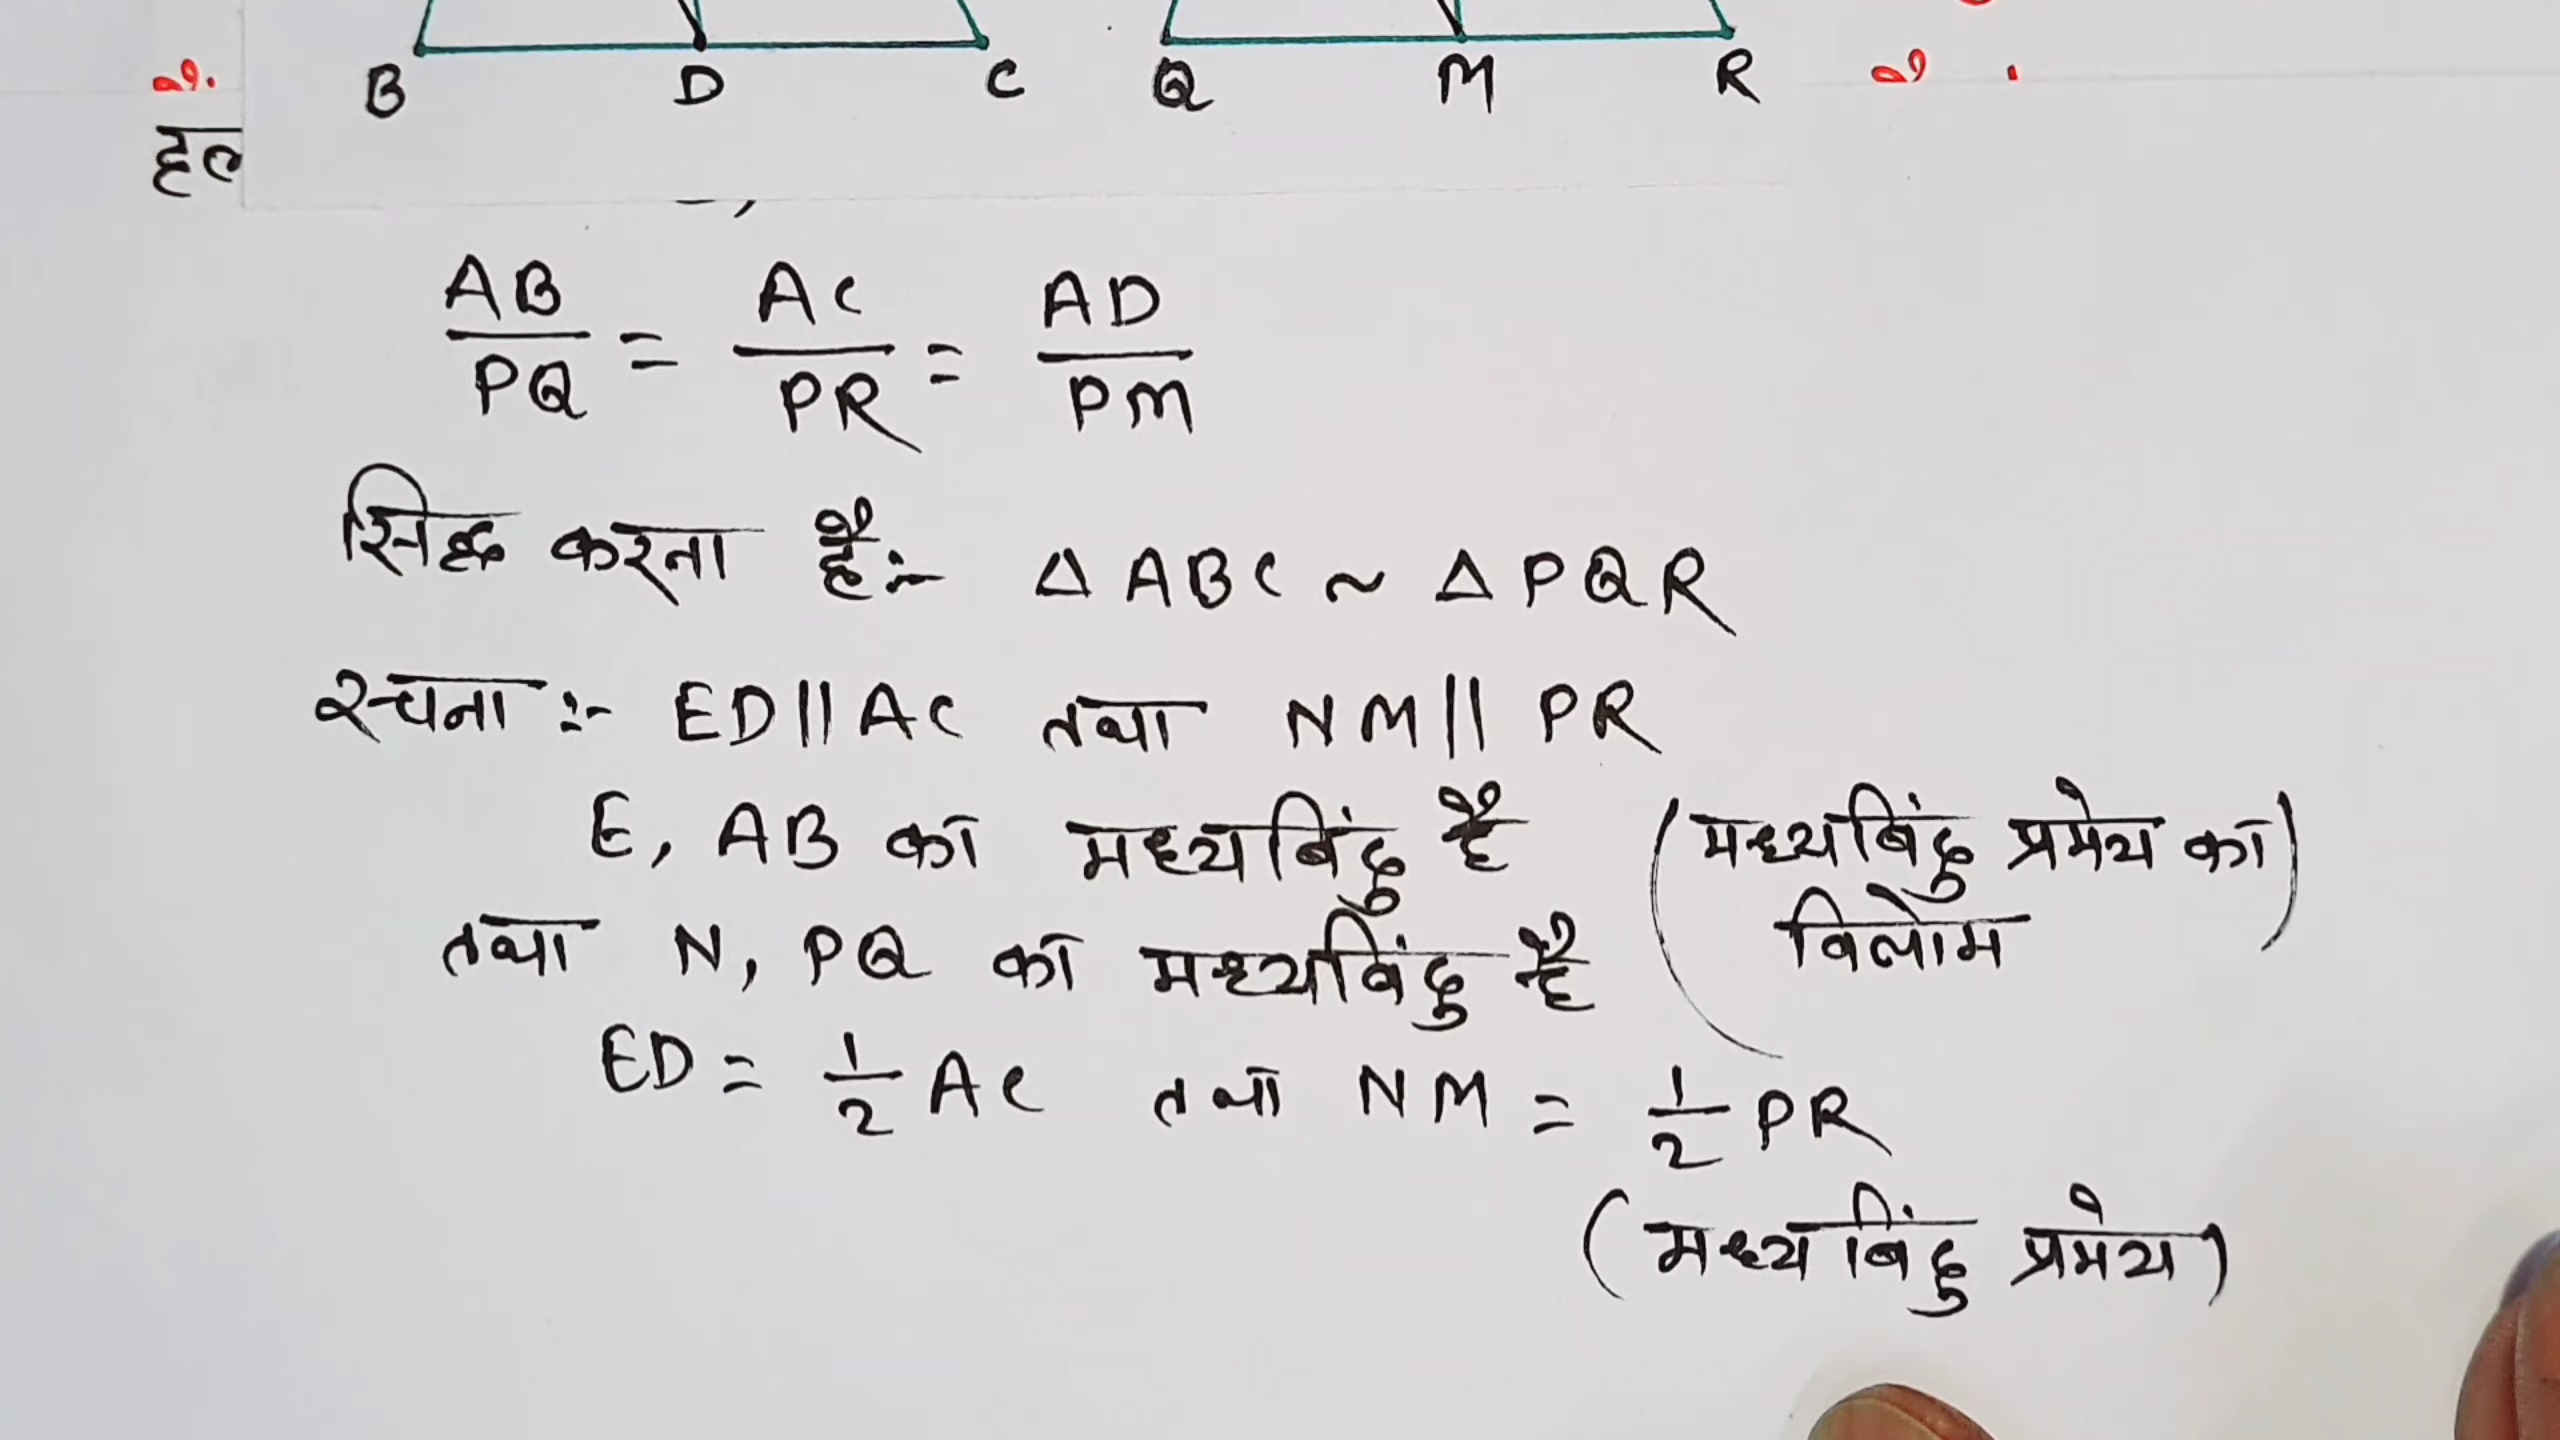 B D C Q M R
हल
AB/PQ = AC/PR = AD/PM
सिद्ध करना है:- Δ ABC ~ Δ PQR
रचना :- ED||AC तथा NM|| PR
E, AB का मध्यबिंदु है (मध्यबिंदु प्रमेय का
विलोम)
तथा N, PQ का मध्यबिंदु है
ED = 1/2 AC तथा NM = 1/2 PR
(मध्यबिंदु प्रमेय)